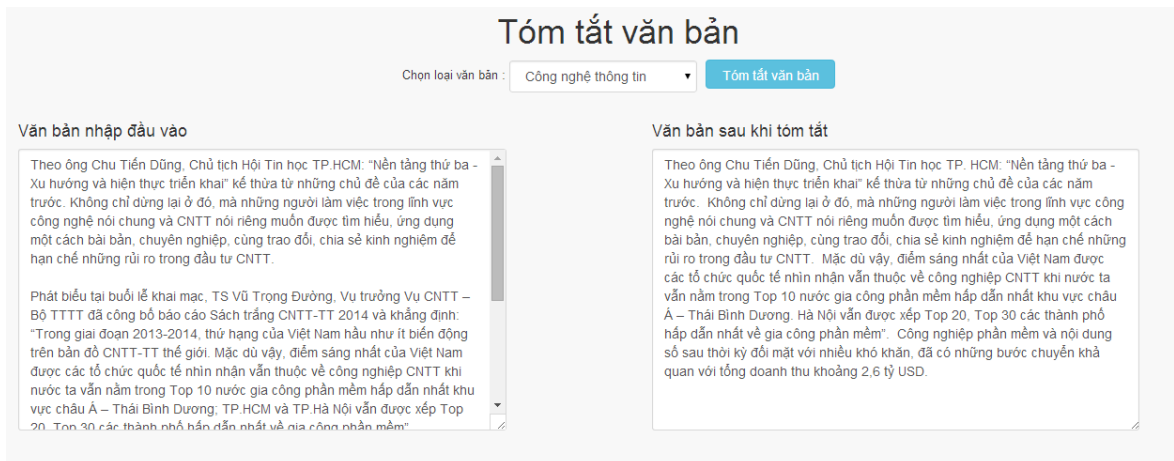 Tóm tắt văn bản
Chọn loại văn bản : Công nghệ thông tin Tóm tắt văn bản
Văn bản nhập đầu vào
Theo ông Chu Tiến Dũng, Chủ tịch Hội Tin học TP.HCM: “Nền tảng thứ ba -
Xu hướng và hiện thực triển khai” kế thừa từ những chủ đề của các năm
trước. Không chỉ dừng lại ở đó, mà những người làm việc trong lĩnh vực
công nghệ nói chung và CNTT nói riêng muốn được tìm hiểu, ứng dụng
một cách bài bản, chuyên nghiệp, cùng trao đổi, chia sẻ kinh nghiệm để
hạn chế những rủi ro trong đầu tư CNTT.
Phát biểu tại buổi lễ khai mạc, TS Vũ Trọng Đường, Vụ trưởng Vụ CNTT –
Bộ TTTT đã công bố báo cáo Sách trắng CNTT-TT 2014 và khẳng định:
“Trong giai đoạn 2013-2014, thứ hạng của Việt Nam hầu như ít biến động
trên bản đồ CNTT-TT thế giới. Mặc dù vậy, điểm sáng nhất của Việt Nam
được các tổ chức quốc tế nhìn nhận vẫn thuộc về công nghiệp CNTT khi
nước ta vẫn nằm trong Top 10 nước gia công phần mềm hấp dẫn nhất khu
vực châu Á – Thái Bình Dương; TP.HCM và TP.Hà Nội vẫn được xếp Top
20, Top 30 các thành phố hấp dẫn nhất về gia công phần mềm”
Văn bản sau khi tóm tắt
Theo ông Chu Tiến Dũng, Chủ tịch Hội Tin học TP. HCM: “Nền tảng thứ ba -
Xu hướng và hiện thực triển khai” kế thừa từ những chủ đề của các năm
trước.  Không chỉ dừng lại ở đó, mà những người làm việc trong lĩnh vực công
nghệ nói chung và CNTT nói riêng muốn được tìm hiểu, ứng dụng một cách
bài bản, chuyên nghiệp, cùng trao đổi, chia sẻ kinh nghiệm để hạn chế những
rủi ro trong đầu tư CNTT.  Mặc dù vậy, điểm sáng nhất của Việt Nam được
các tổ chức quốc tế nhìn nhận vẫn thuộc về công nghiệp CNTT khi nước ta
vẫn nằm trong Top 10 nước gia công phần mềm hấp dẫn nhất khu vực châu
Á – Thái Bình Dương. Hà Nội vẫn được xếp Top 20, Top 30 các thành phố
hấp dẫn nhất về gia công phần mềm”.  Công nghiệp phần mềm và nội dung
số sau thời kỳ đối mặt với nhiều khó khăn, đã có những bước chuyển khả
quan với tổng doanh thu khoảng 2,6 tỷ USD.